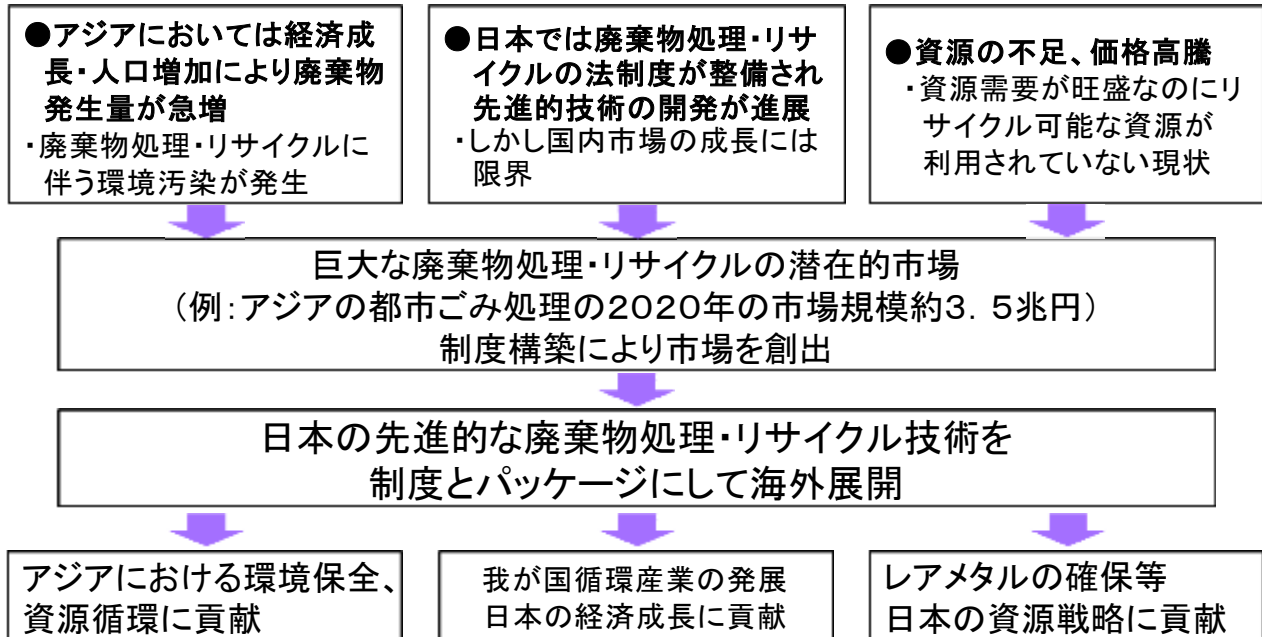 ●アジアにおいては経済成
長・人口増加により廃棄物
発生量が急増
・廃棄物処理・リサイクルに
伴う環境汚染が発生
●日本では廃棄物処理・リサ
イクルの法制度が整備され
先進的技術の開発が進展
・しかし国内市場の成長には
限界
●資源の不足、価格高騰
・資源需要が旺盛なのにリ
サイクル可能な資源が
利用されていない現状
巨大な廃棄物処理・リサイクルの潜在的市場
（例：アジアの都市ごみ処理の2020年の市場規模約3．5兆円）
制度構築により市場を創出
日本の先進的な廃棄物処理・リサイクル技術を
制度とパッケージにして海外展開
アジアにおける環境保全、
資源循環に貢献
我が国循環産業の発展
日本の経済成長に貢献
レアメタルの確保等
日本の資源戦略に貢献